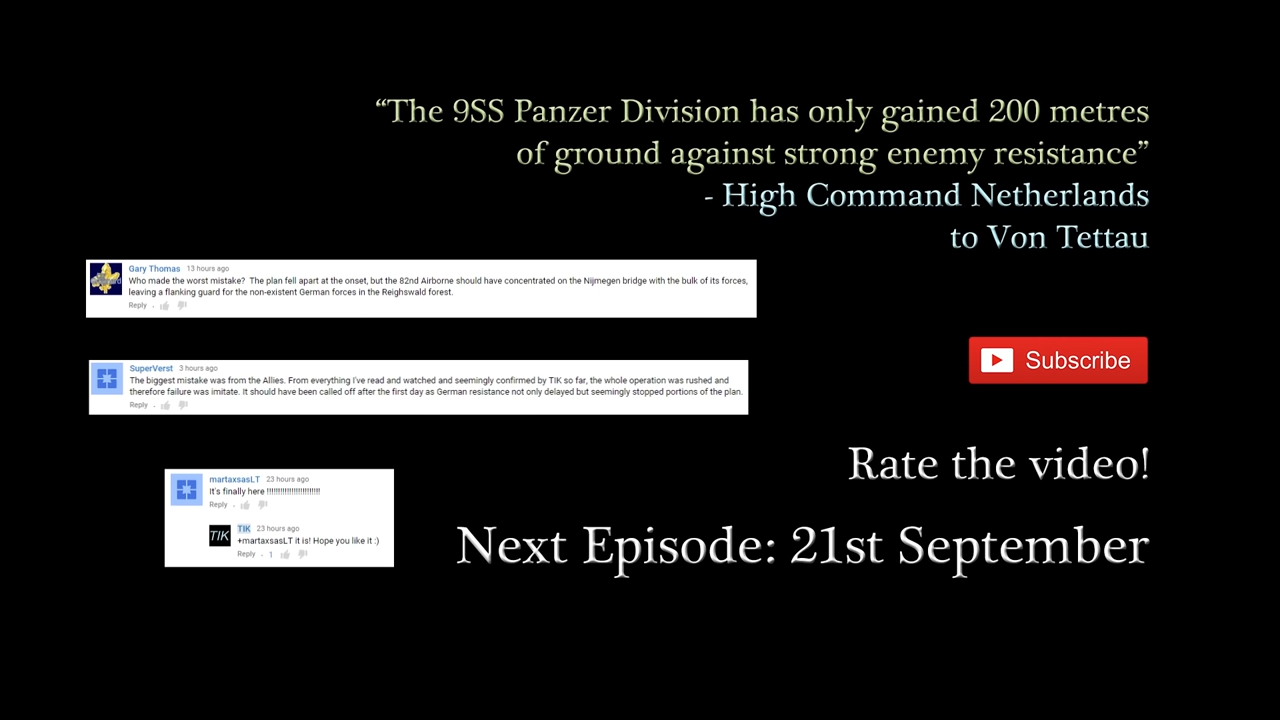 “The 9SS Panzer Division has only gained 200 metres
of ground against strong enemy resistance”
- High Command Netherlands
to Von Tettau
Gary Thomas 13 hours ago
Who made the worst mistake? The plan fell apart at the onset, but the 82nd Airborne should have concentrated on the Nijmegen bridge with the bulk of its forces,
leaving a flanking guard for the non-existent German forces in the Reighswald forest.
Reply
Subscribe
SuperVerst 3 hours ago
The biggest mistake was from the Allies. From everything I've read and watched and seemingly confirmed by TIK so far, the whole operation was rushed and
therefore failure was imitate. It should have been called off after the first day as German resistance not only delayed but seemingly stopped portions of the plan.
Reply
Rate the video!
martaxsasLT 23 hours ago
It's finally here !!!!!!!!!!!!!!!!!!!!!!!!
Reply
TIK
TIK 23 hours ago
+martaxsasLT it is! Hope you like it :)
Reply · 1
Next Episode: 21st September